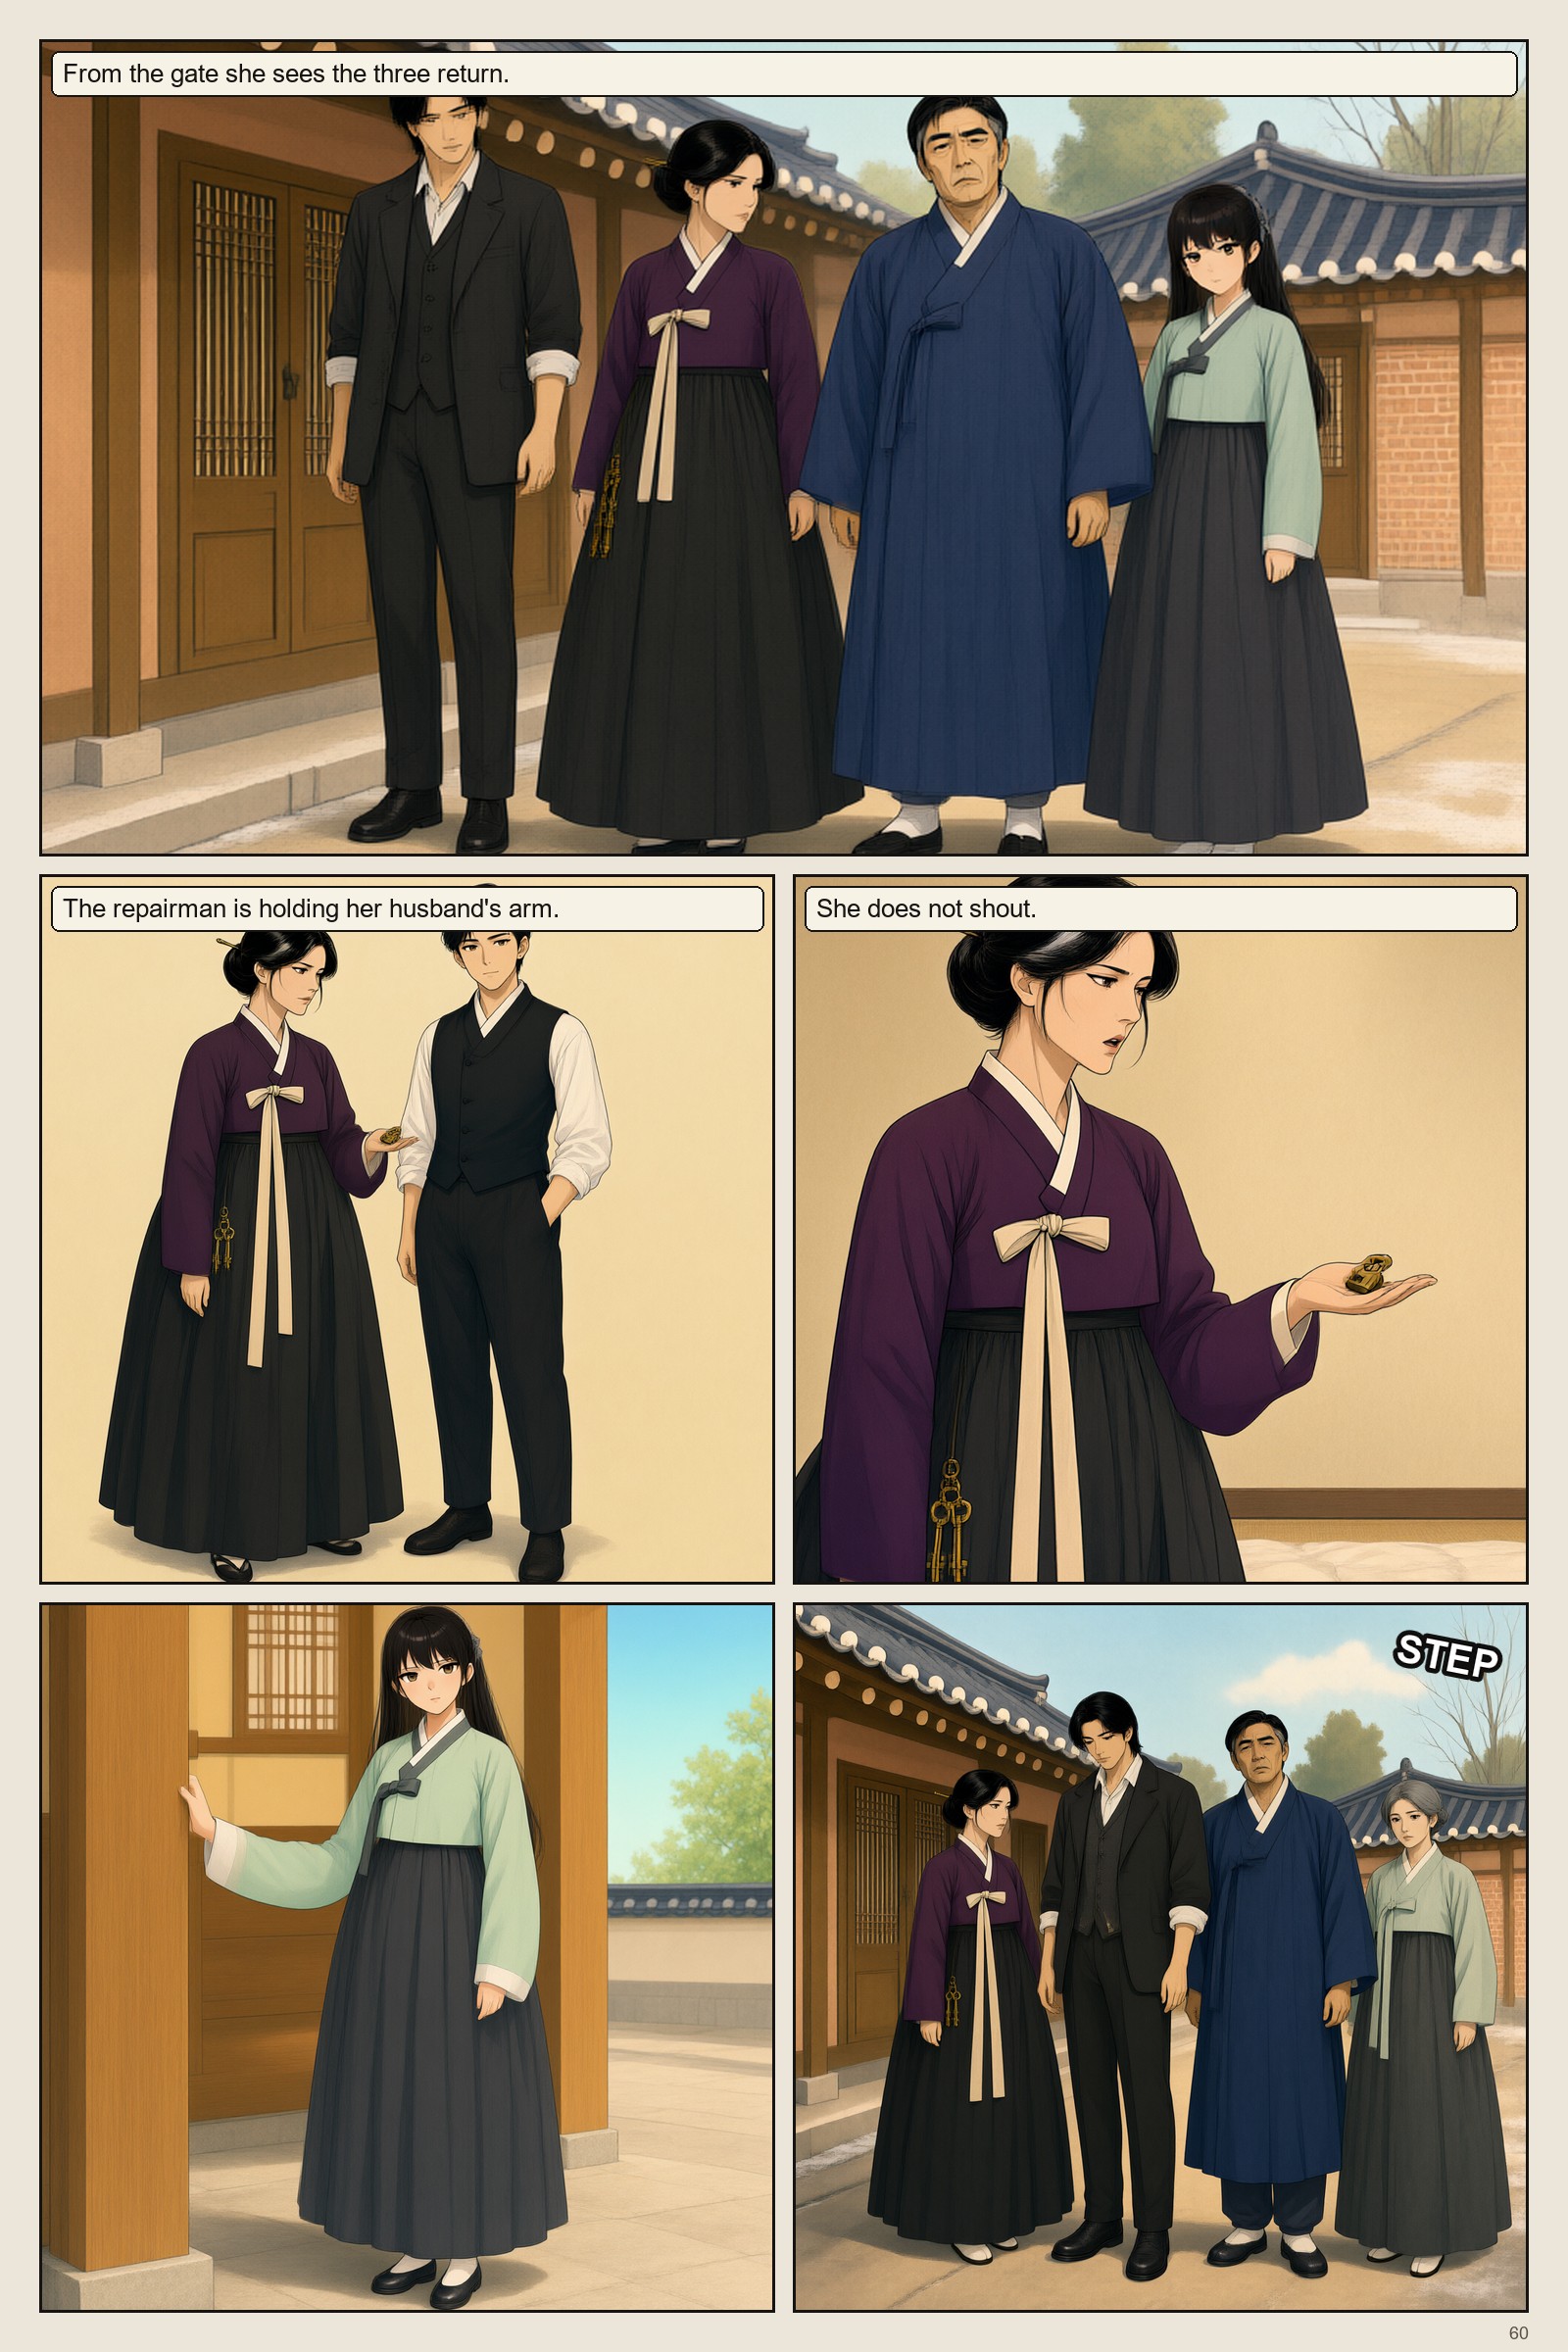 From the gate she sees the three return.
The repairman is holding her husband's arm.
She does not shout.
STEP
60